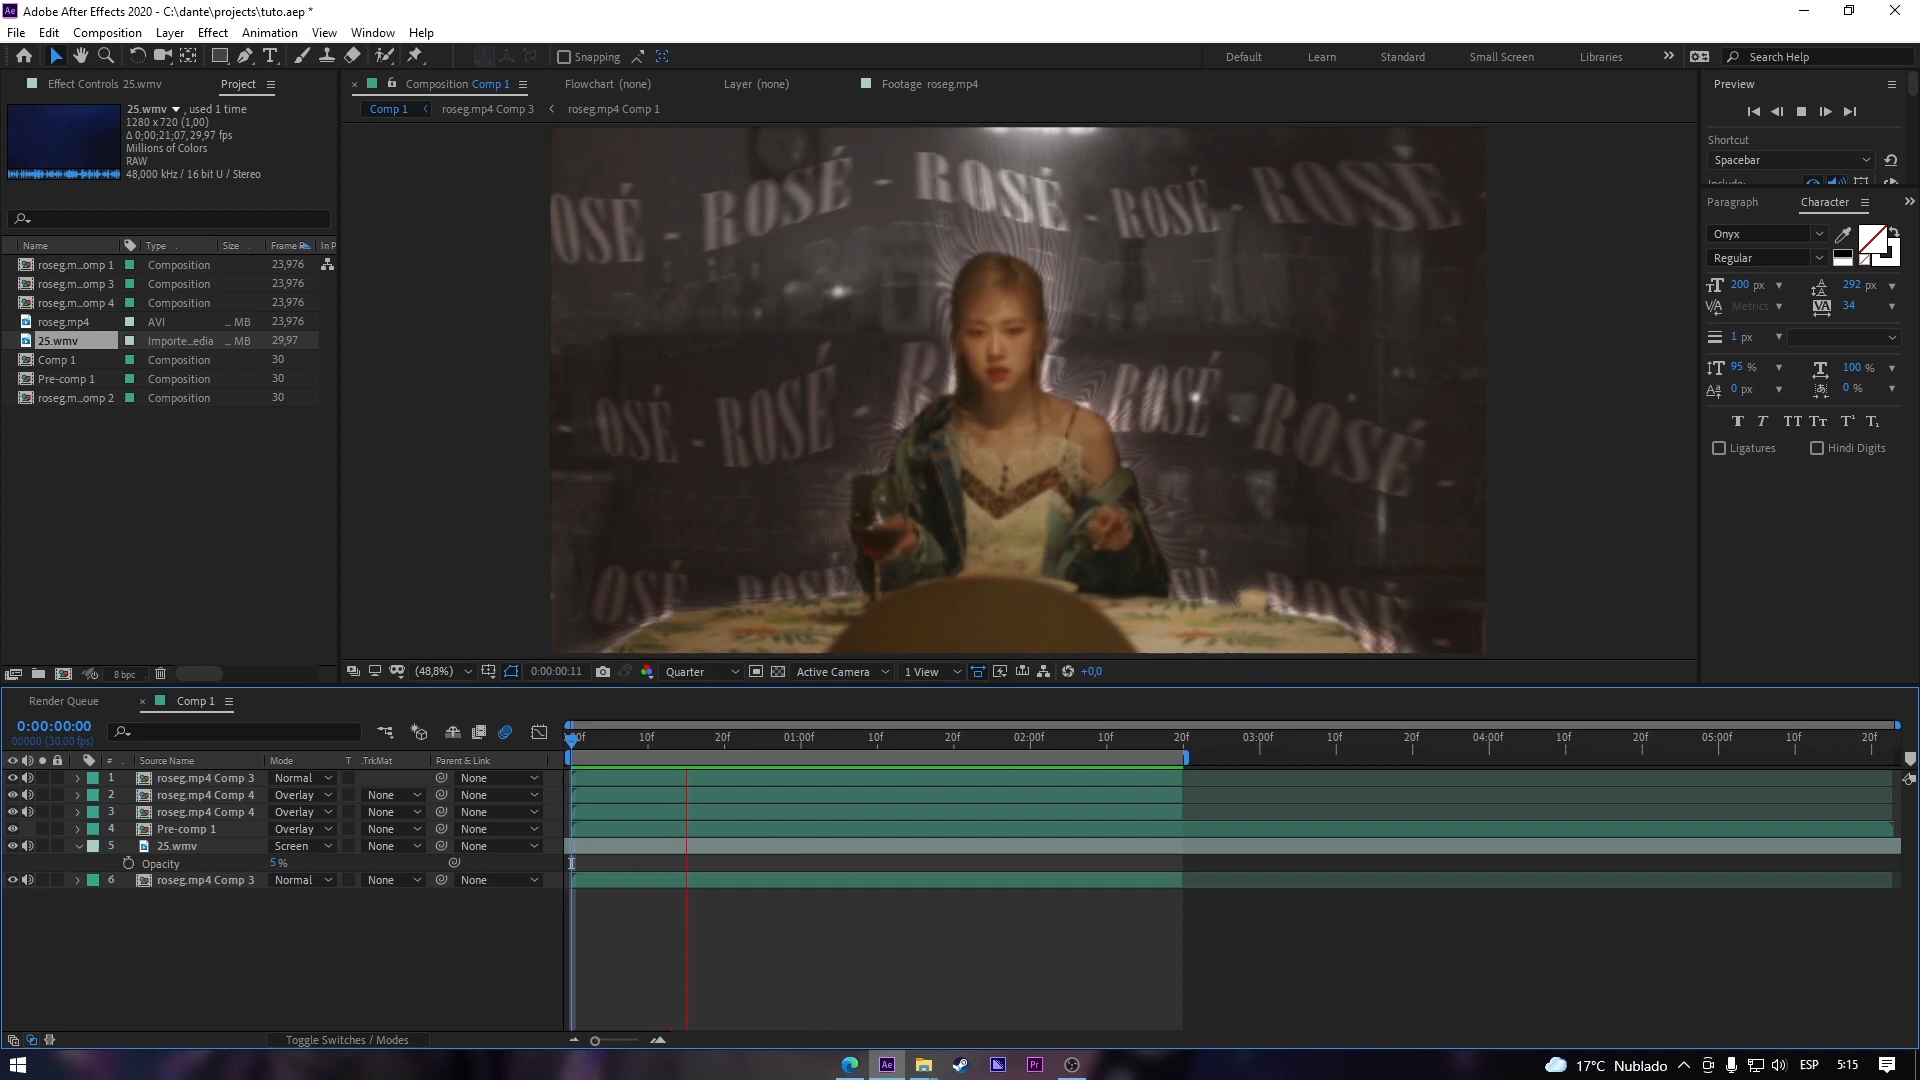 Ae Adobe After Effects 2020 - C:\dante\projects\tuto.aep *
File Edit Composition Layer Effect Animation View Window Help
Snapping Default Learn Standard Small Screen Libraries Search Help
Effect Controls 25.wmv Project
Composition Comp 1 Flowchart (none) Layer (none) Footage roseg.mp4
Comp 1 roseg.mp4 Comp 3 roseg.mp4 Comp 1
25.wmv , used 1 time
1280 x 720 (1,00)
Δ 0;00;21;07, 29,97 fps
Millions of Colors
RAW
48,000 kHz / 16 bit U / Stereo
Name Type Size In P
roseg.m...omp 1 Composition 23,976
roseg.m...omp 3 Composition 23,976
roseg.m...omp 4 Composition 23,976
roseg.mp4 AVI ... MB 23,976
25.wmv Importe...edia ... MB 29,97
Comp 1 Composition 30
Pre-comp 1 Composition 30
roseg.m...omp 2 Composition 30
8 bpc
OSÉ - ROSÉ - ROSÉ - ROSÉ - ROSÉ
OSÉ - ROSÉ - ROSÉ - ROSÉ
OSÉ
(48,8%) 0:00:00:11 Quarter Active Camera 1 View +0,0
Preview
Shortcut
Spacebar
Include:
Paragraph Character
Onyx
Regular
200 px 292 px
Metrics 34
1 px
95 % 100 %
0 px 0 %
T T TT Tт T¹ T₁
Ligatures Hindi Digits
Render Queue Comp 1
0:00:00:00
00000 (30.00 fps)
:00f 10f 20f 01:00f 10f 20f 02:00f 10f 20f 03:00f 10f 20f 04:00f 10f 20f 05:00f 10f 20f
# Source Name Mode T .TrkMat Parent & Link
1 roseg.mp4 Comp 3 Normal None
2 roseg.mp4 Comp 4 Overlay None None
3 roseg.mp4 Comp 4 Overlay None None
4 Pre-comp 1 Overlay None None
5 25.wmv Screen None None
Opacity 5 %
6 roseg.mp4 Comp 3 Normal None None
Toggle Switches / Modes
Ae Pr 17°C Nublado ESP 5:15